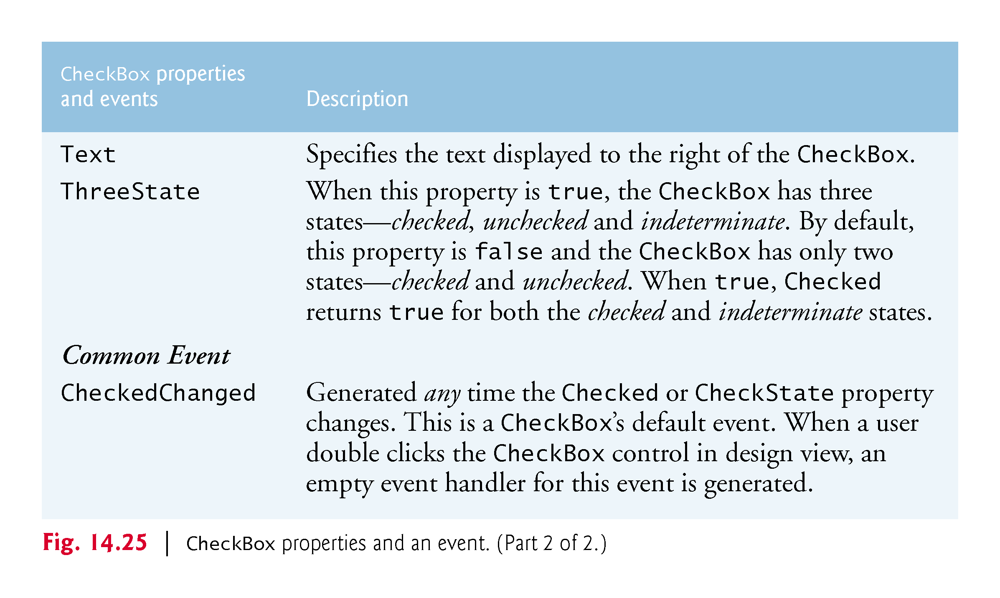 CheckBox properties
and events
Description
Text
Specifies the text displayed to the right of the CheckBox.
ThreeState
When this property is true, the CheckBox has three
states—checked, unchecked and indeterminate. By default,
this property is false and the CheckBox has only two
states—checked and unchecked. When true, Checked
returns true for both the checked and indeterminate states.
Common Event
CheckedChanged
Generated any time the Checked or CheckState property
changes. This is a CheckBox’s default event. When a user
double clicks the CheckBox control in design view, an
empty event handler for this event is generated.
Fig. 14.25 | CheckBox properties and an event. (Part 2 of 2.)